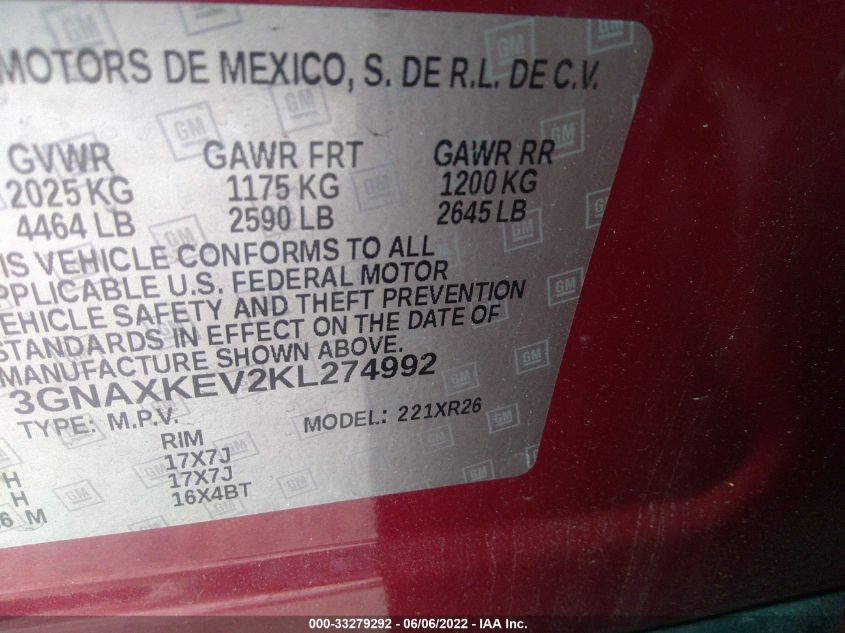 MOTORS DE MEXICO, S. DE R.L. DE C.V.
GVWR GAWR FRT GAWR RR
2025 KG 1175 KG 1200 KG
4464 LB 2590 LB 2645 LB
IS VEHICLE CONFORMS TO ALL
PPLICABLE U.S. FEDERAL MOTOR
EHICLE SAFETY AND THEFT PREVENTION
STANDARDS IN EFFECT ON THE DATE OF
MANUFACTURE SHOWN ABOVE.
3GNAXKEV2KL274992
TYPE: M.P.V. MODEL: 221XR26
RIM
17X7J
H 17X7J
H 16X4BT
6 M
GM
000-33279292 - 06/06/2022 - IAA Inc.